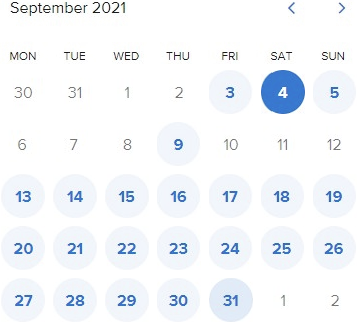 September 2021
MON TUE WED THU FRI SAT SUN
30 31 1 2 3 4 5
6 7 8 9 10 11 12
13 14 15 16 17 18 19
20 21 22 23 24 25 26
27 28 29 30 31 1 2